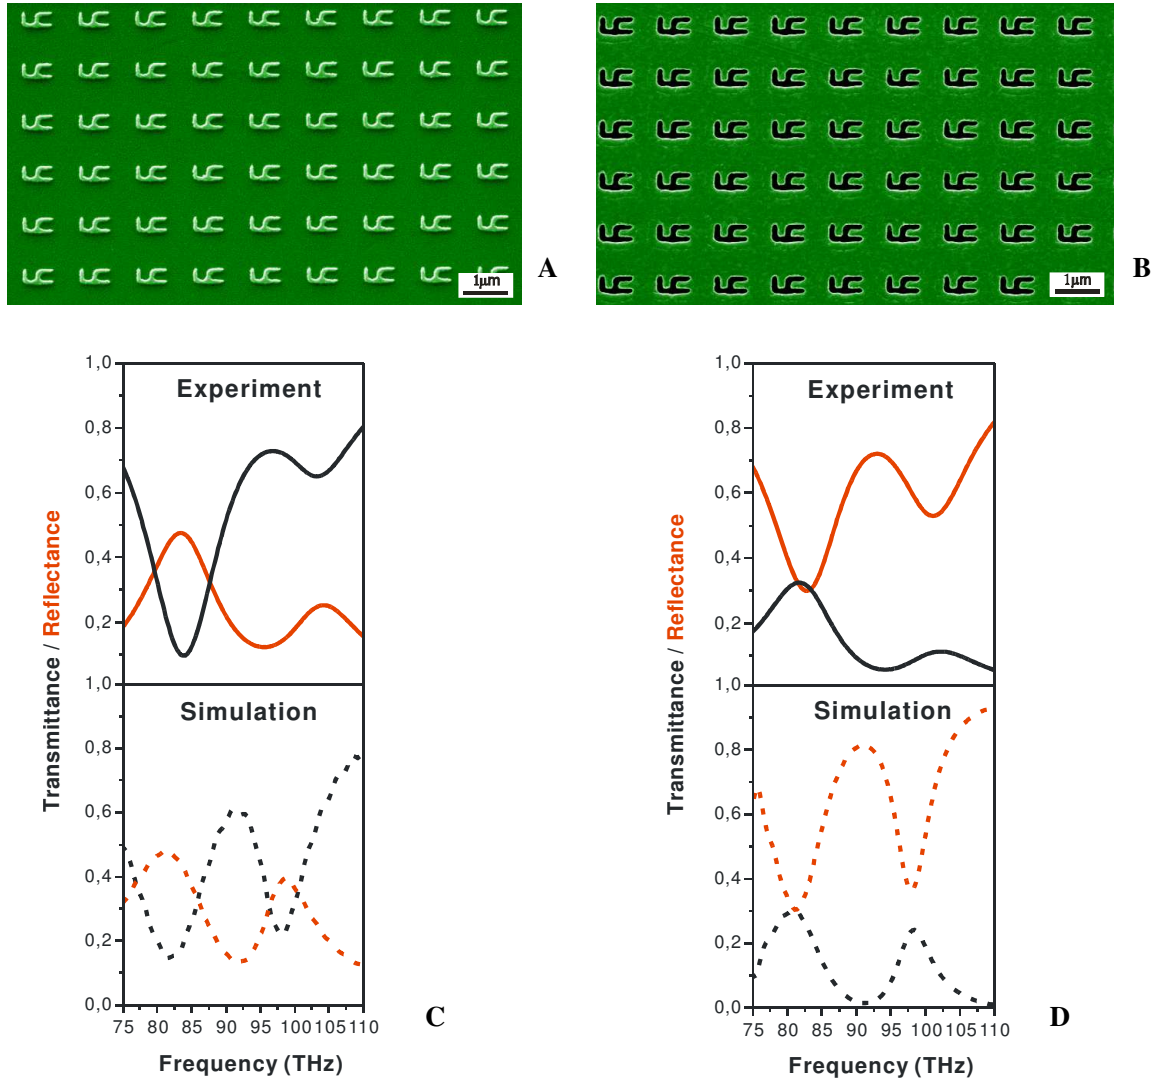 1μm
A
1μm
B
Experiment
1,0
0,8
0,6
0,4
0,2
1,0
Simulation
0,8
0,6
0,4
0,2
0,0
75 80 85 90 95 100 105 110
Frequency (THz)
Transmittance / Reflectance
C
Experiment
1,0
0,8
0,6
0,4
0,2
1,0
Simulation
0,8
0,6
0,4
0,2
0,0
75 80 85 90 95 100 105 110
Frequency (THz)
Transmittance / Reflectance
D